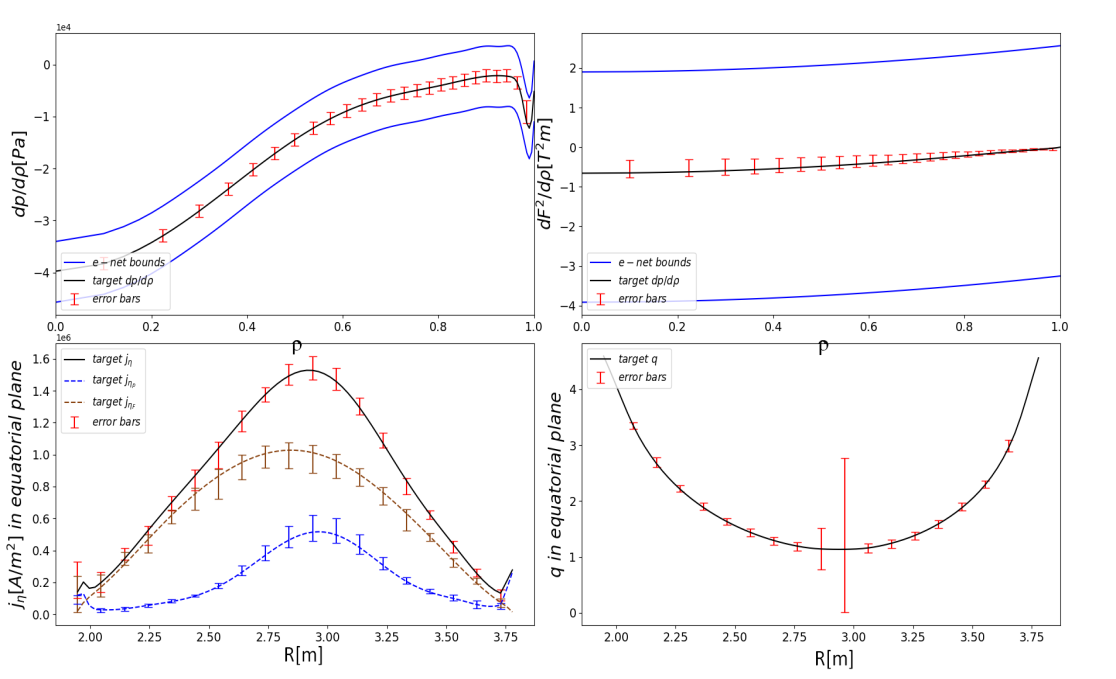 1e4
dp/dρ[Pa]
0
−1
−2
−3
−4
e − net bounds
target dp/dρ
error bars
0.0 0.2 0.4 0.6 0.8 1.0
ρ
dF²/dρ[T²m]
2
1
0
−1
−2
−3
−4
e − net bounds
target dp/dρ
error bars
0.0 0.2 0.4 0.6 0.8 1.0
ρ
1e6
j_η[A/m²] in equatorial plane
1.6
1.4
1.2
1.0
0.8
0.6
0.4
0.2
0.0
target j_η
target j_ηp
target j_ηF
error bars
2.00 2.25 2.50 2.75 3.00 3.25 3.50 3.75
R[m]
q in equatorial plane
4
3
2
1
0
target q
error bars
2.00 2.25 2.50 2.75 3.00 3.25 3.50 3.75
R[m]